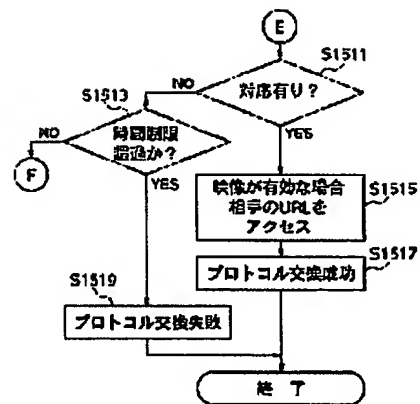 E
S1511
対応有り?
NO
YES
S1513
時間制限
超過か?
NO
F
YES
映像が有効な場合
相手のURLを
アクセス
S1515
プロトコル交換成功
S1517
S1519
プロトコル交換失敗
終 了